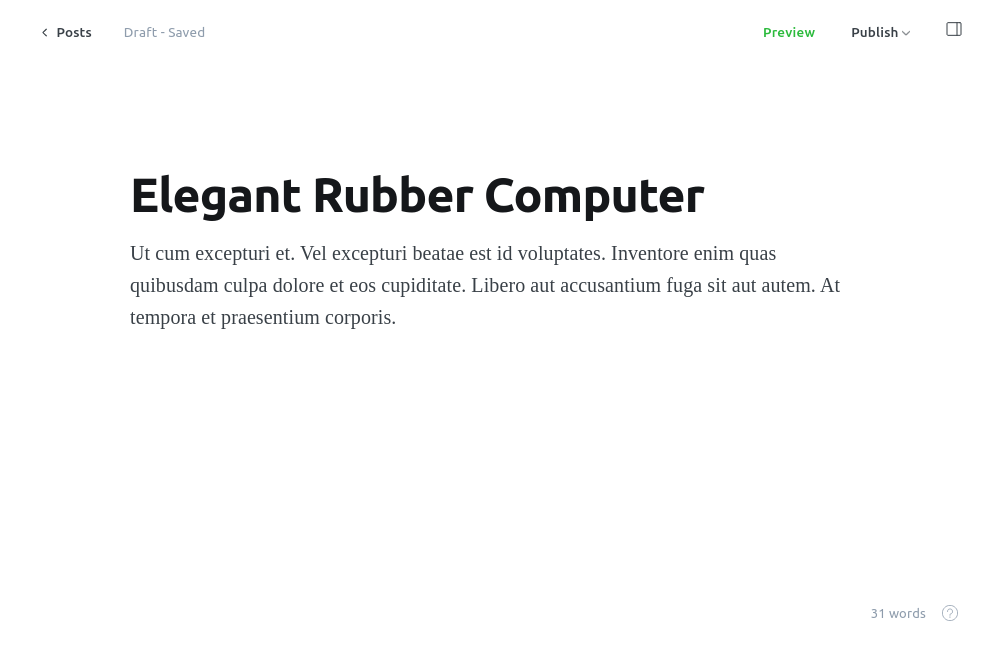 Posts
Draft - Saved
Preview
Publish
Elegant Rubber Computer
Ut cum excepturi et. Vel excepturi beatae est id voluptates. Inventore enim quas
quibusdam culpa dolore et eos cupiditate. Libero aut accusantium fuga sit aut autem. At
tempora et praesentium corporis.
31 words